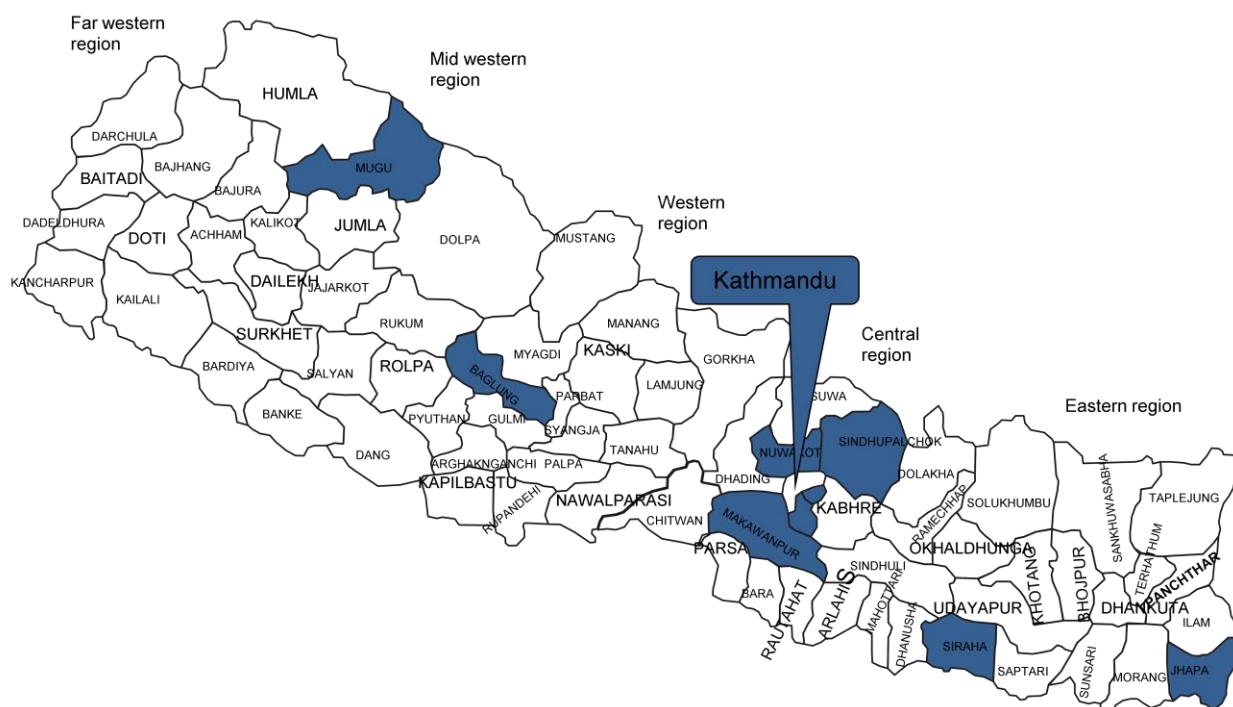 Far western
region
Mid western
region
HUMLA
DARCHULA
BAJHANG
MUGU
BAITADI
BAJURA
DADELDHURA
DOTI
ACHHAM
KALIKOT
JUMLA
DOLPA
Western
region
MUSTANG
KANCHARPUR
KAILALI
DAILEKH
JAJARKOT
Kathmandu
SURKHET
RUKUM
MANANG
Central
region
BARDIYA
SALYAN
ROLPA
MYAGDI
KASKI
GORKHA
BAGLUNG
LAMJUNG
PARBAT
SUWA
Eastern region
BANKE
PYUTHAN
GULMI
SYANGJA
DANG
ARGHAKNGANCHI
PALPA
TANAHU
NUWAKOT
SINDHUPALCHOK
DOLAKHA
KAPILBASTU
RUPANDEHI
NAWALPARASI
DHADING
CHITWAN
MAKAWANPUR
KABHRE
RAMECHHAP
SOLUKHUMBU
SANKHUWASABHA
TAPLEJUNG
PARSA
OKHALDHUNGA
TERHATHUM
PANCHTHAR
BARA
RAUTAHAT
ARLAHIS
SINDHULI
MAHOTTARI
DHANUSHA
UDAYAPUR
KHOTANG
BHOJPUR
DHANKUTA
ILAM
SIRAHA
SAPTARI
SUNSARI
MORANG
JHAPA